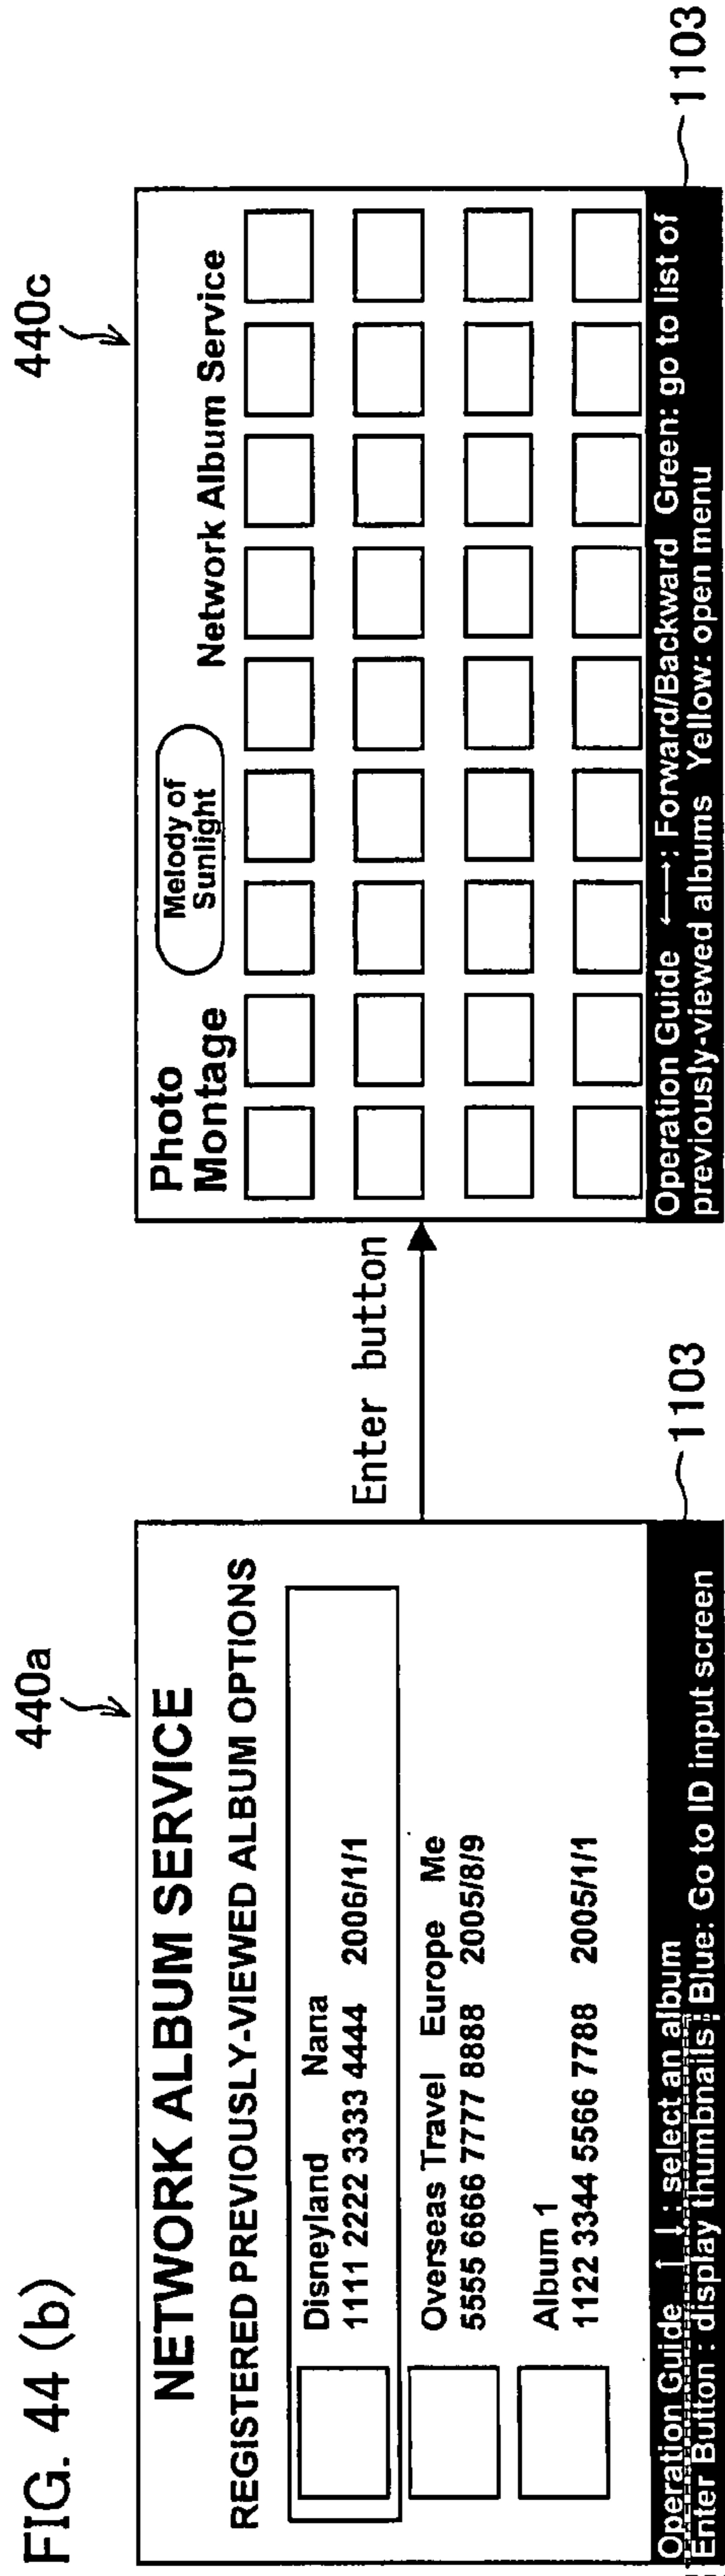 FIG. 44 (b)
440a
NETWORK ALBUM SERVICE
REGISTERED PREVIOUSLY-VIEWED ALBUM OPTIONS
Disneyland Nana
1111 2222 3333 4444 2006/1/1
Overseas Travel Europe Me
5555 6666 7777 8888 2005/8/9
Album 1
1122 3344 5566 7788 2005/1/1
Operation Guide ↑ ↓ : select an album
Enter Button : display thumbnails Blue: Go to ID input screen
1103
Enter button
440c
Photo
Montage
Melody of
Sunlight
Network Album Service
Operation Guide ←→: Forward/Backward Green: go to list of
previously-viewed albums Yellow: open menu
1103